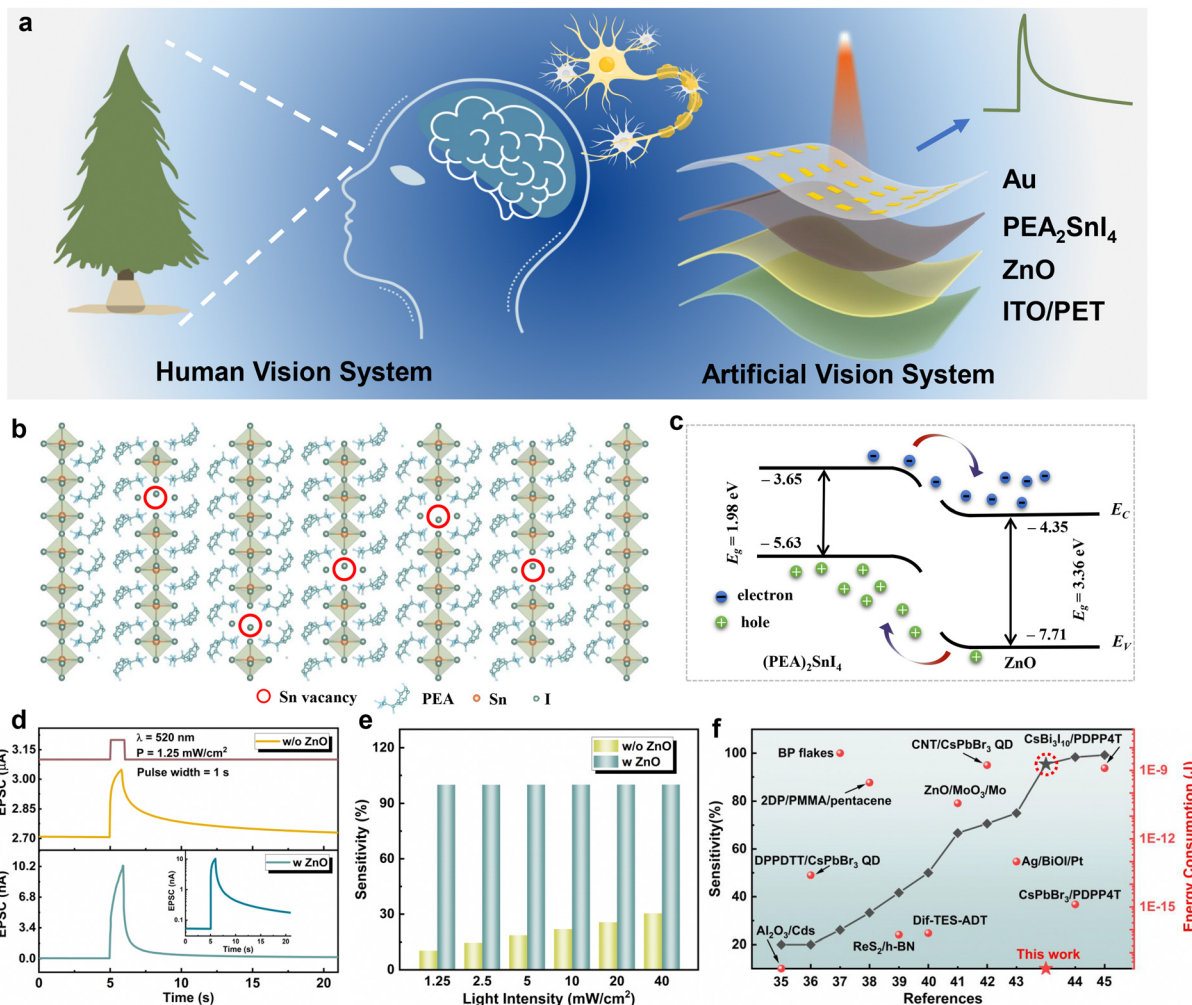 a
Au
PEA₂SnI₄
ZnO
ITO/PET
Human Vision System
Artificial Vision System
b
Sn vacancy
PEA
Sn
I
c
− 3.65
− 5.63
E_g = 1.98 eV
electron
hole
(PEA)₂SnI₄
E_C
− 4.35
E_g = 3.36 eV
− 7.71
E_V
ZnO
d
λ = 520 nm
P = 1.25 mW/cm²
Pulse width = 1 s
w/o ZnO
EPSC (μA)
3.15
3.00
2.85
2.70
w ZnO
EPSC (nA)
10.2
6.8
3.4
0.0
EPSC (nA)
10
1
0.1
0 5 10 15 20
Time (s)
0 5 10 15 20
Time (s)
e
w/o ZnO
w ZnO
Sensitivity (%)
120
90
60
30
0
1.25 2.5 5 10 20 40
Light Intensity (mW/cm²)
f
CsBi₃I₁₀/PDPP4T
BP flakes
CNT/CsPbBr₃ QD
2DP/PMMA/pentacene
ZnO/MoO₃/Mo
DPPDTT/CsPbBr₃ QD
Ag/BiOI/Pt
CsPbBr₃/PDPP4T
Al₂O₃/Cds
Dif-TES-ADT
ReS₂/h-BN
This work
Sensitivity(%)
100
80
60
40
20
1E-9
1E-12
1E-15
Energy Consumption (J)
35 36 37 38 39 40 41 42 43 44 45
References